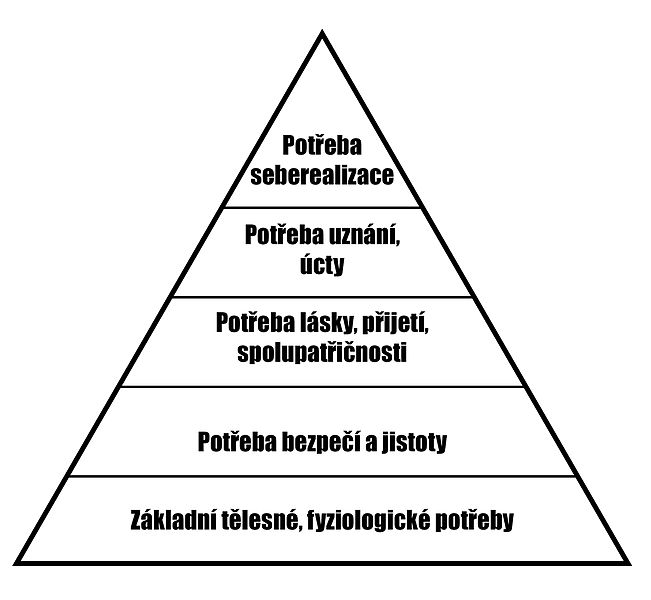 Potřeba
seberealizace
Potřeba uznání,
úcty
Potřeba lásky, přijetí,
spolupatřičnosti
Potřeba bezpečí a jistoty
Základní tělesné, fyziologické potřeby